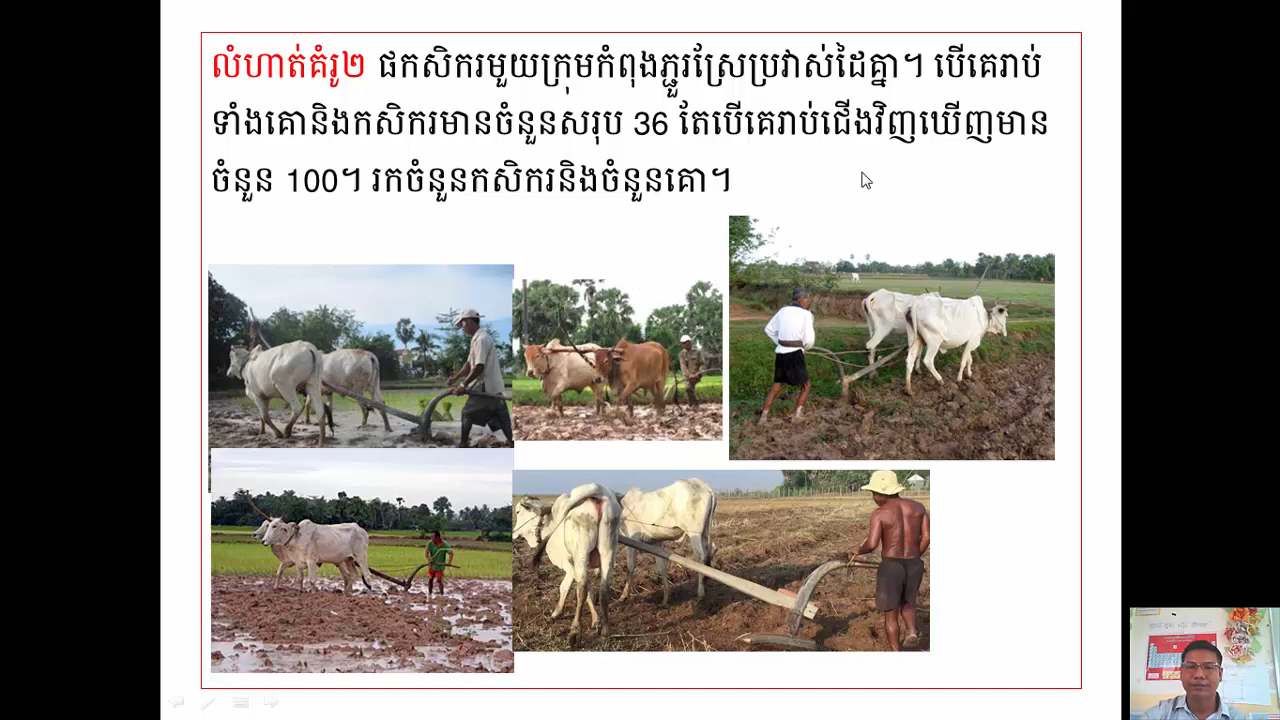 លំហាត់គំរូ២ ផកសិករមួយក្រុមកំពុងភ្ជួរស្រែប្រវាស់ដៃគ្នា។ បើគេរាប់
ទាំងគោនិងកសិករមានចំនួនសរុប 36 តែបើគេរាប់ជើងវិញឃើញមាន
ចំនួន 100។ រកចំនួនកសិករនិងចំនួនគោ។